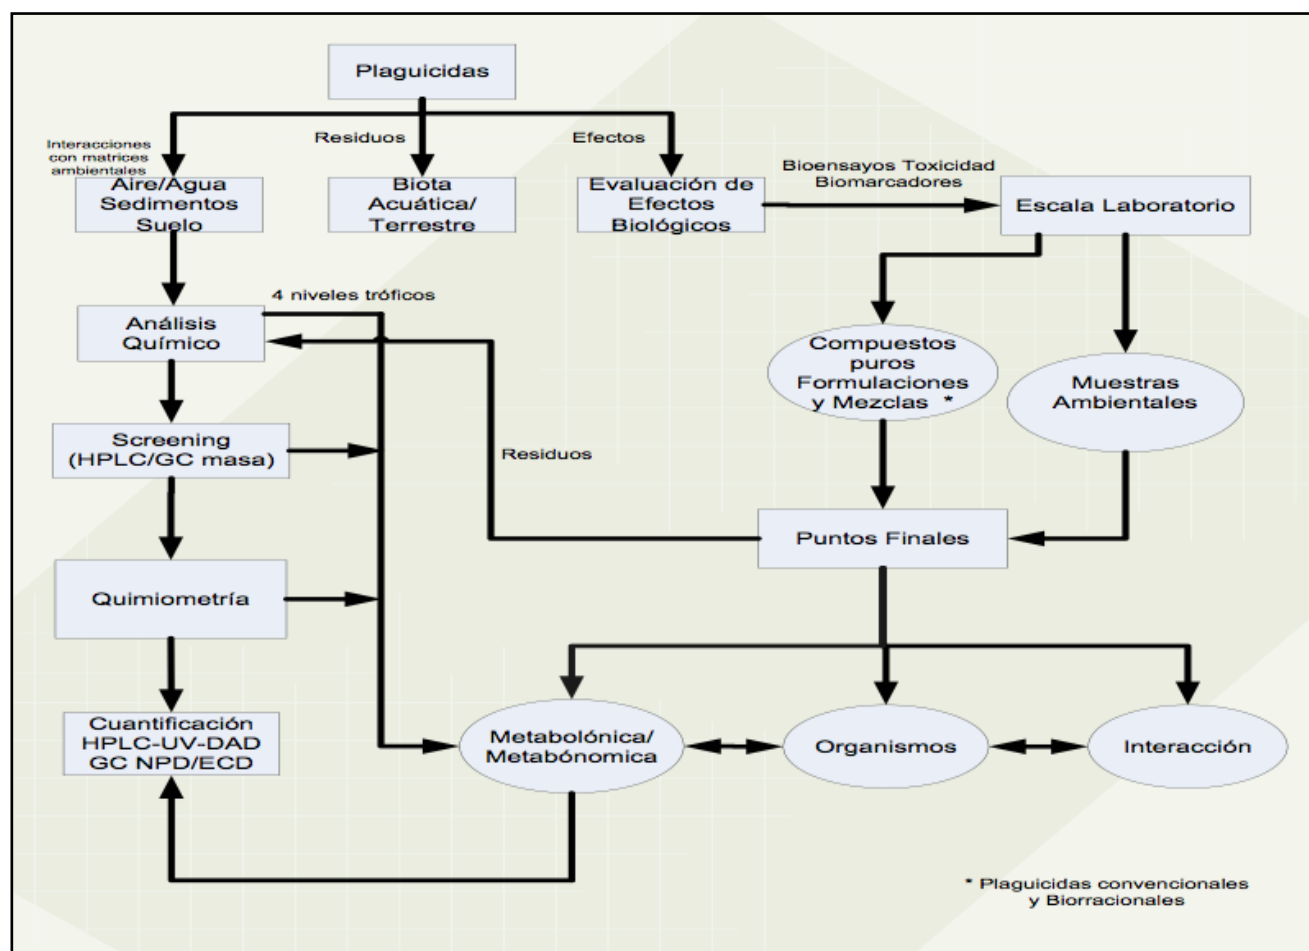 Plaguicidas
Interacciones
con matrices
ambientales
Residuos
Efectos
Aire/Agua
Sedimentos
Suelo
Biota
Acuática/
Terrestre
Evaluación de
Efectos
Biológicos
Bioensayos Toxicidad
Biomarcadores
Escala Laboratorio
4 niveles tróficos
Análisis
Químico
Compuestos
puros
Formulaciones
y Mezclas *
Muestras
Ambientales
Screening
(HPLC/GC masa)
Residuos
Puntos Finales
Quimiometría
Cuantificación
HPLC-UV-DAD
GC NPD/ECD
Metabolónica/
Metabónomica
Organismos
Interacción
* Plaguicidas convencionales
y Biorracionales